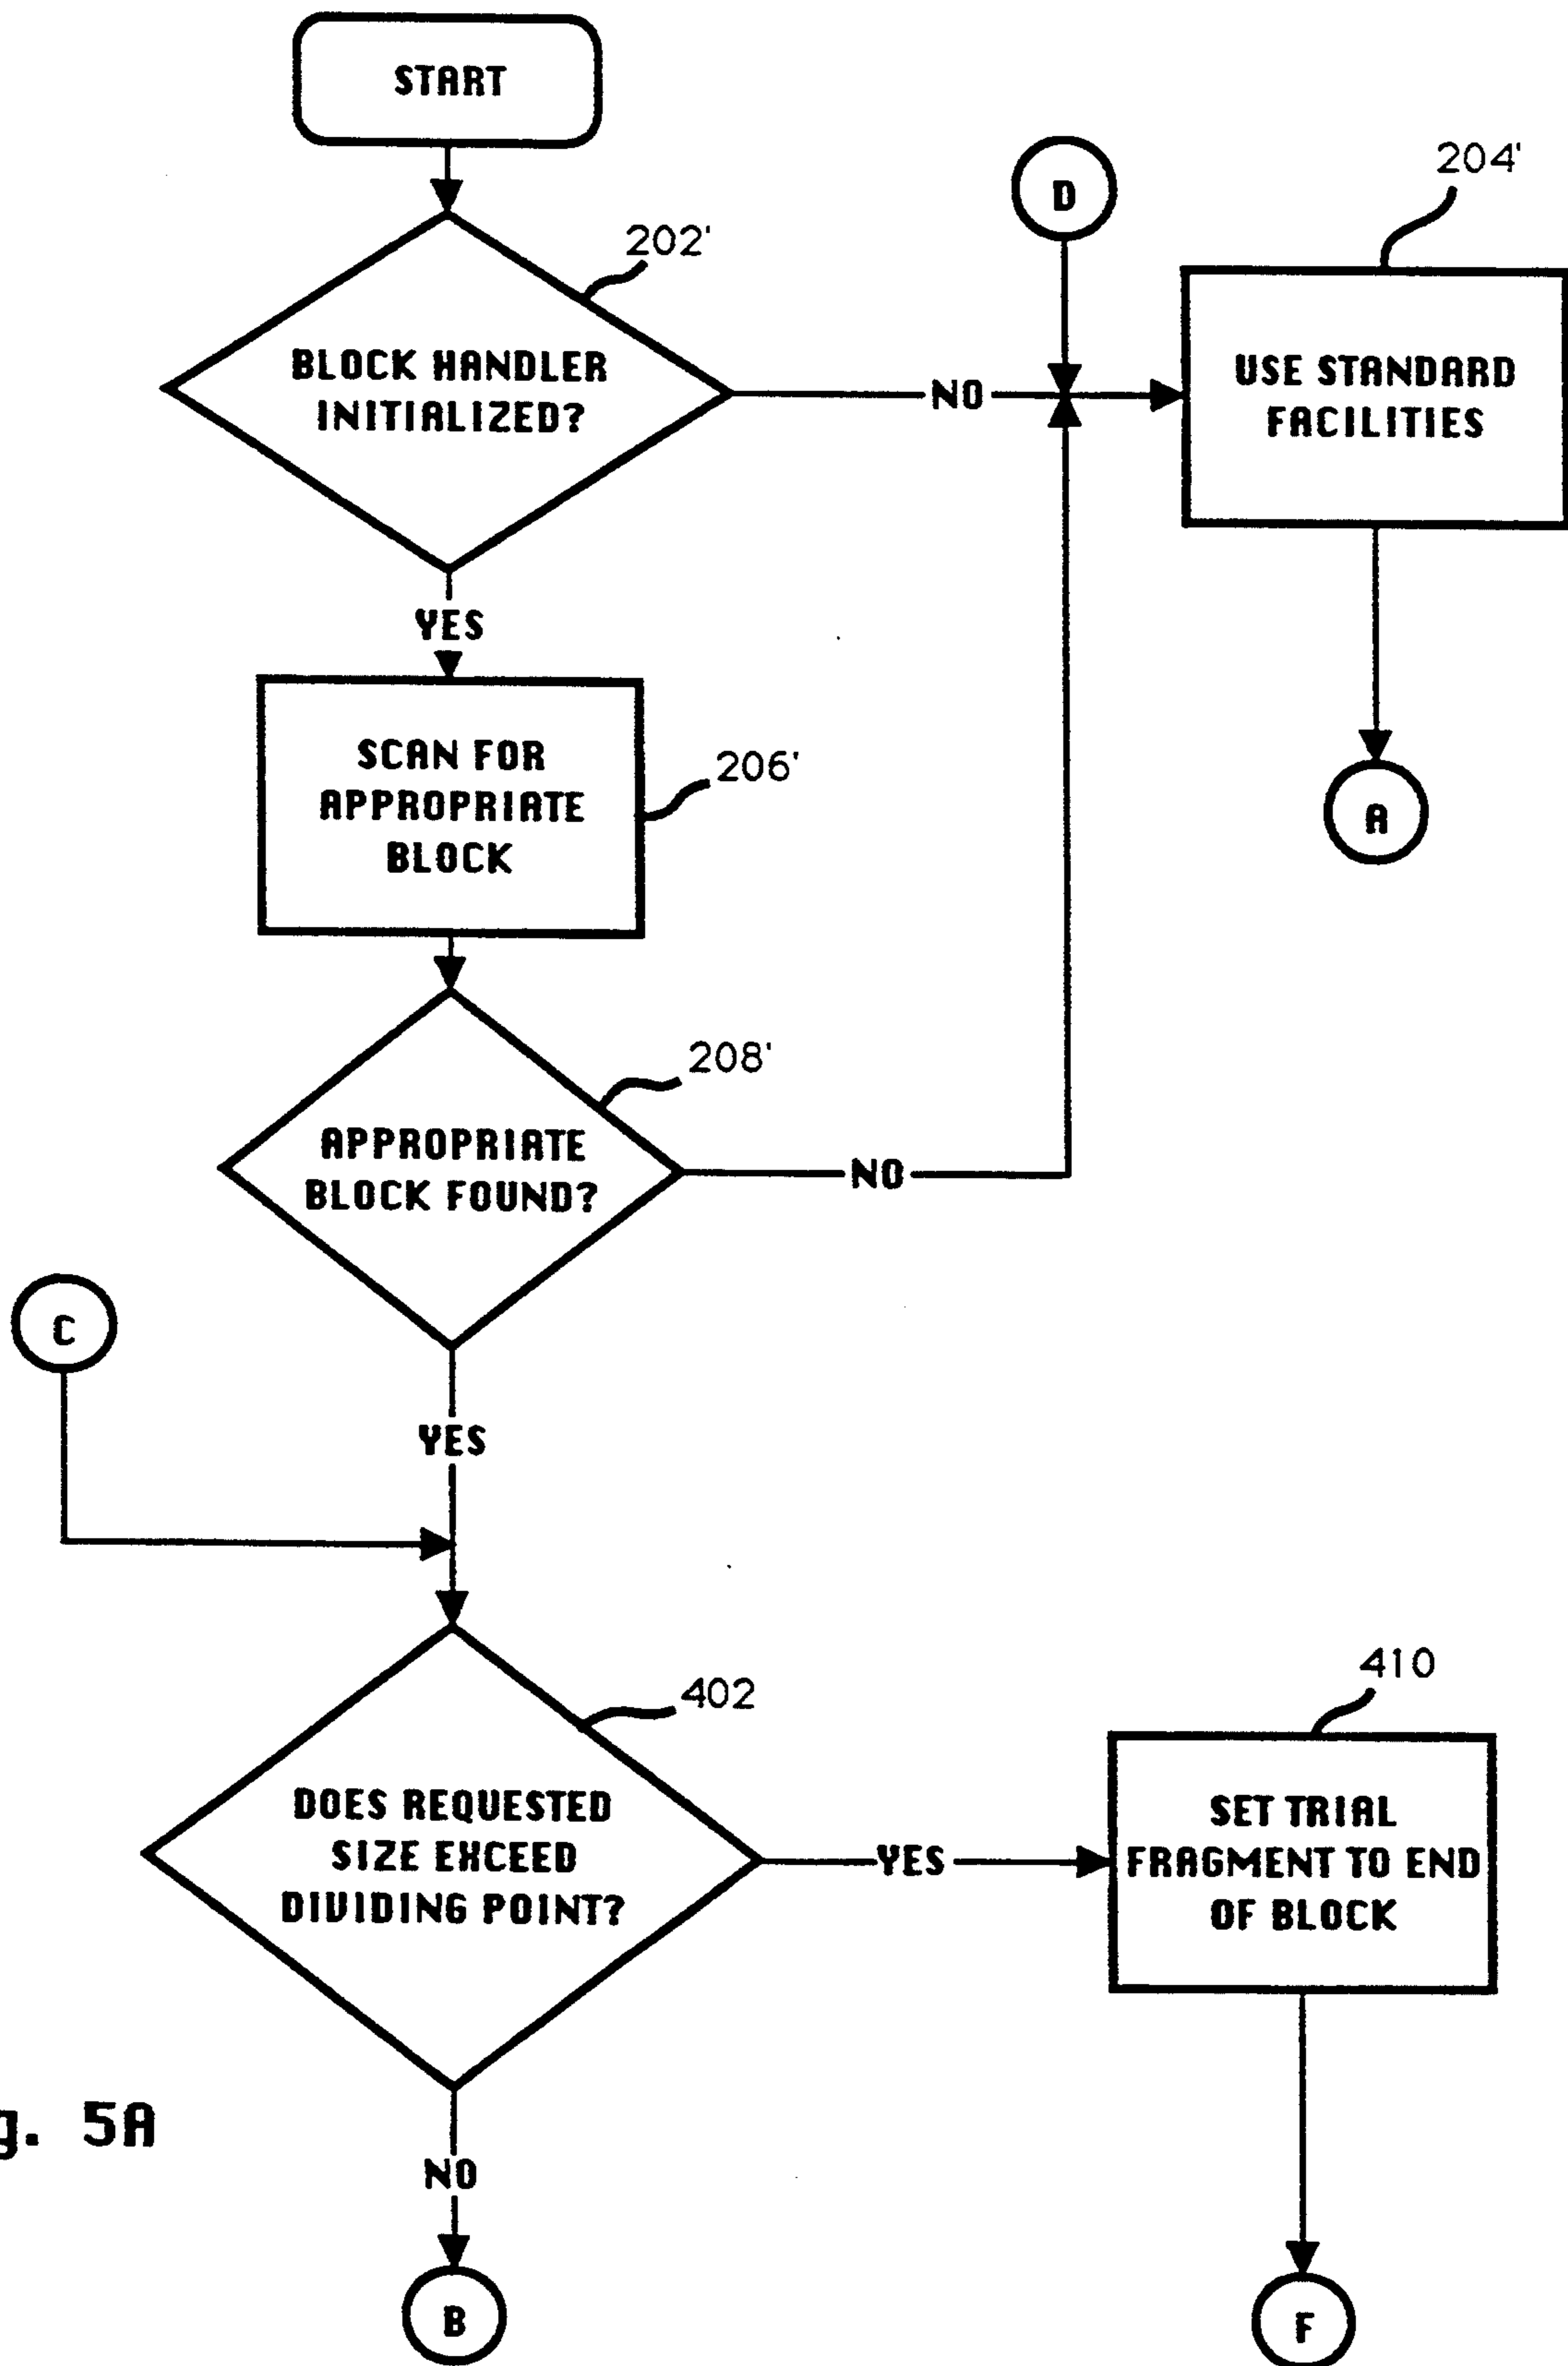 START
202'
BLOCK HANDLER
INITIALIZED?
NO
D
204'
USE STANDARD
FACILITIES
A
YES
SCAN FOR
APPROPRIATE
BLOCK
206'
208'
APPROPRIATE
BLOCK FOUND?
NO
C
YES
402
DOES REQUESTED
SIZE EXCEED
DIVIDING POINT?
YES
410
SET TRIAL
FRAGMENT TO END
OF BLOCK
g. 5A
NO
B
F